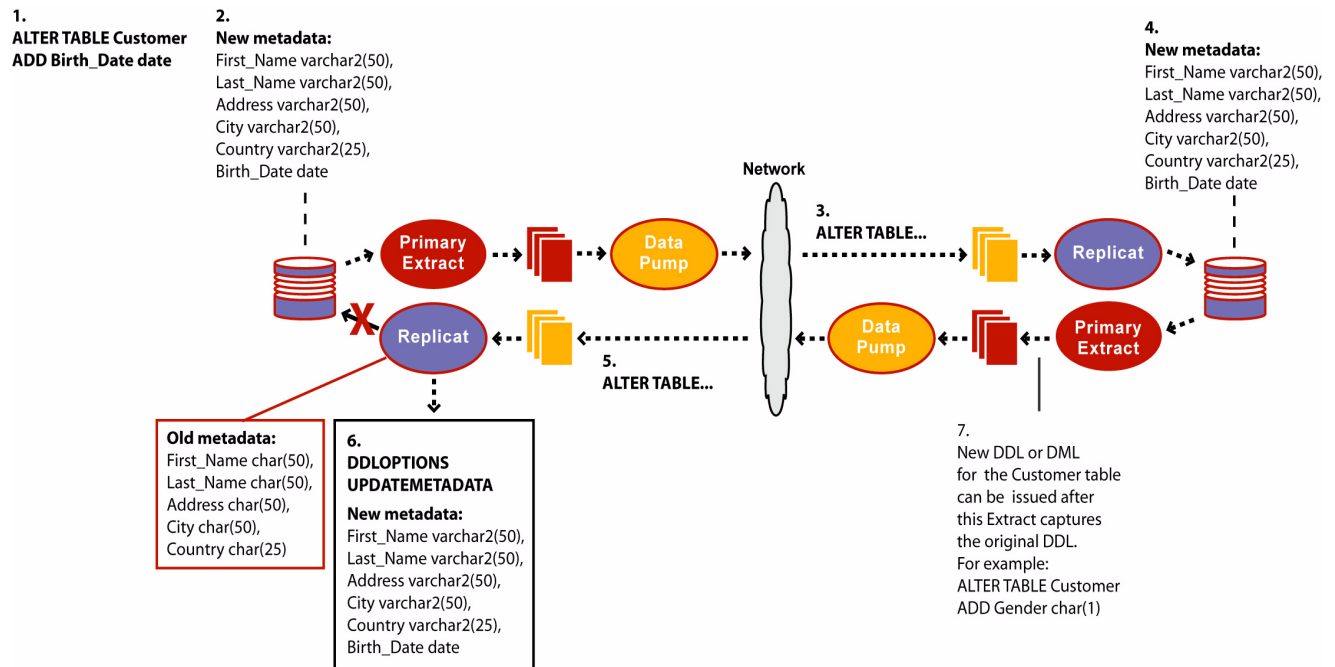 1.
ALTER TABLE Customer
ADD Birth_Date date
2.
New metadata:
First_Name varchar2(50),
Last_Name varchar2(50),
Address varchar2(50),
City varchar2(50),
Country varchar2(25),
Birth_Date date
4.
New metadata:
First_Name varchar2(50),
Last_Name varchar2(50),
Address varchar2(50),
City varchar2(50),
Country varchar2(25),
Birth_Date date
Network
3.
ALTER TABLE...
Primary
Extract
Data
Pump
Replicat
X
Replicat
Data
Pump
Primary
Extract
5.
ALTER TABLE...
Old metadata:
First_Name char(50),
Last_Name char(50),
Address char(50),
City char(50),
Country char(25)
6.
DDLOPTIONS
UPDATEMETADATA
New metadata:
First_Name varchar2(50),
Last_Name varchar2(50),
Address varchar2(50),
City varchar2(50),
Country varchar2(25),
Birth_Date date
7.
New DDL or DML
for the Customer table
can be issued after
this Extract captures
the original DDL.
For example:
ALTER TABLE Customer
ADD Gender char(1)